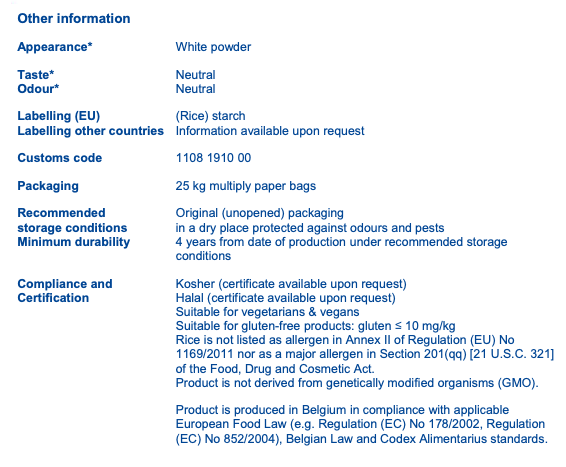 Other information
Appearance* White powder
Taste* Neutral
Odour* Neutral
Labelling (EU) (Rice) starch
Labelling other countries Information available upon request
Customs code 1108 1910 00
Packaging 25 kg multiply paper bags
Recommended Original (unopened) packaging
storage conditions in a dry place protected against odours and pests
Minimum durability 4 years from date of production under recommended storage
conditions
Compliance and Kosher (certificate available upon request)
Certification Halal (certificate available upon request)
Suitable for vegetarians & vegans
Suitable for gluten-free products: gluten ≤ 10 mg/kg
Rice is not listed as allergen in Annex II of Regulation (EU) No
1169/2011 nor as a major allergen in Section 201(qq) [21 U.S.C. 321]
of the Food, Drug and Cosmetic Act.
Product is not derived from genetically modified organisms (GMO).
Product is produced in Belgium in compliance with applicable
European Food Law (e.g. Regulation (EC) No 178/2002, Regulation
(EC) No 852/2004), Belgian Law and Codex Alimentarius standards.